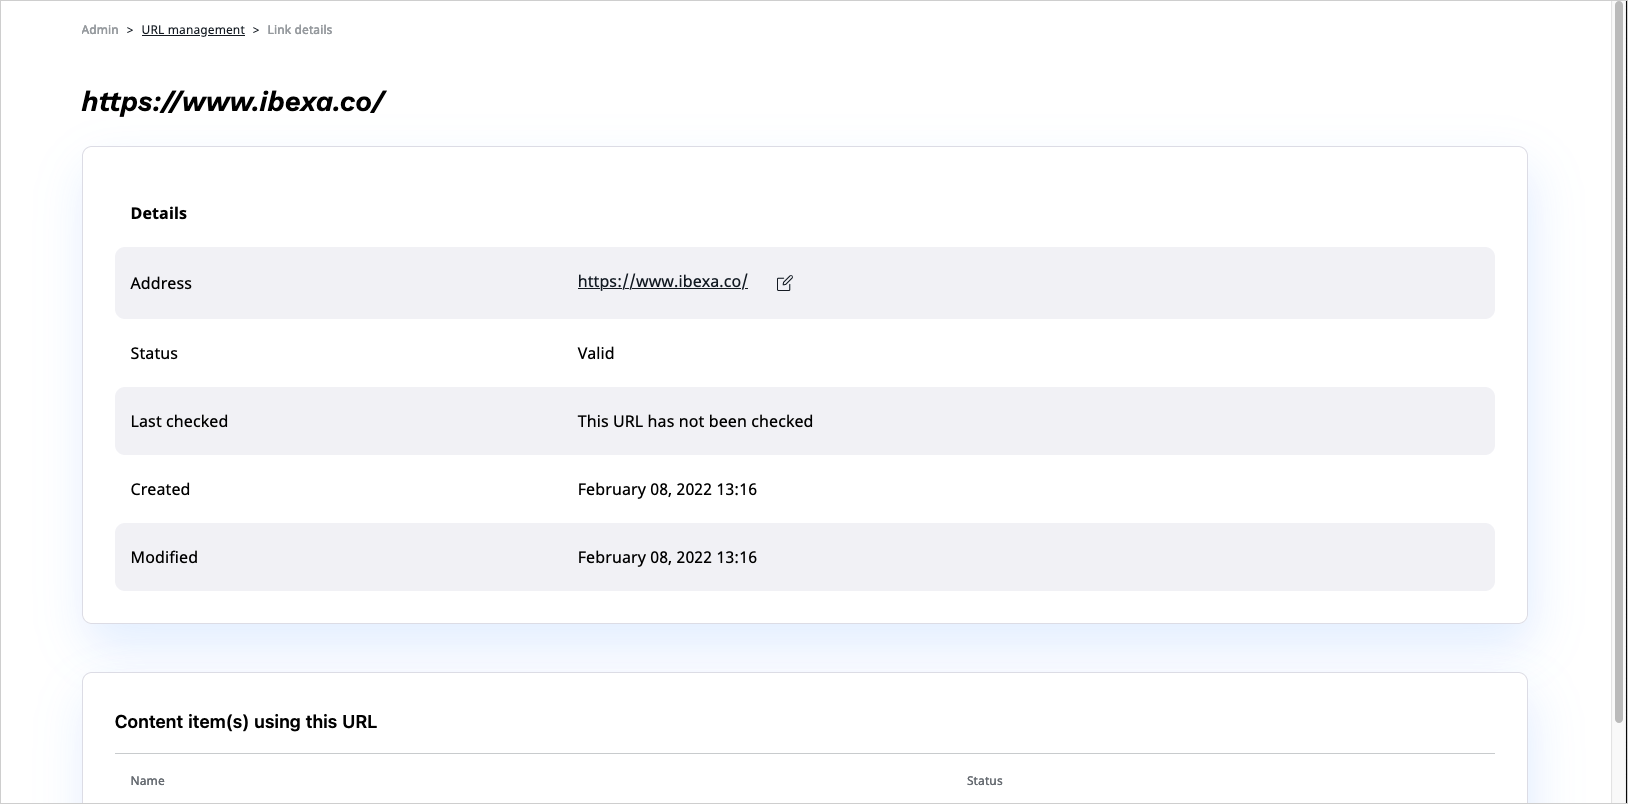 Admin > URL management > Link details
https://www.ibexa.co/
Details
Address https://www.ibexa.co/
Status Valid
Last checked This URL has not been checked
Created February 08, 2022 13:16
Modified February 08, 2022 13:16
Content item(s) using this URL
Name Status